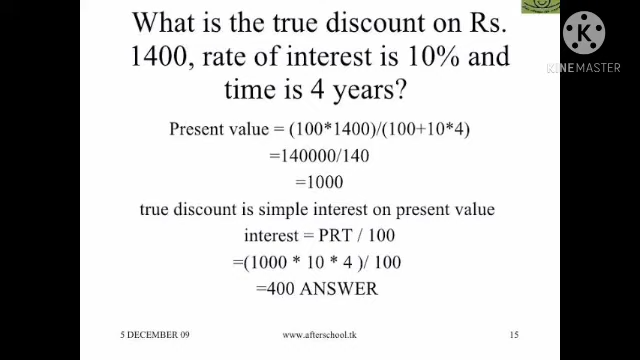 What is the true discount on Rs.
1400, rate of interest is 10% and
time is 4 years?
Present value = (100*1400)/(100+10*4)
=140000/140
=1000
true discount is simple interest on present value
interest = PRT / 100
=(1000 * 10 * 4 )/ 100
=400 ANSWER
5 DECEMBER 09
www.afterschool.tk
15
K
KINEMASTER